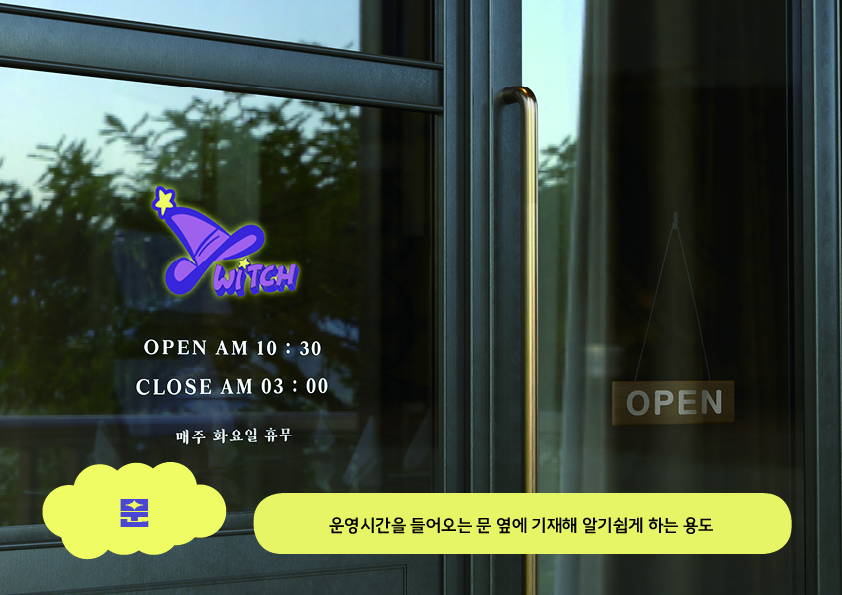 WiTCH
OPEN AM 10 : 30
CLOSE AM 03 : 00
매주 화요일 휴무
OPEN
문
운영시간을 들어오는 문 옆에 기재해 알기쉽게 하는 용도